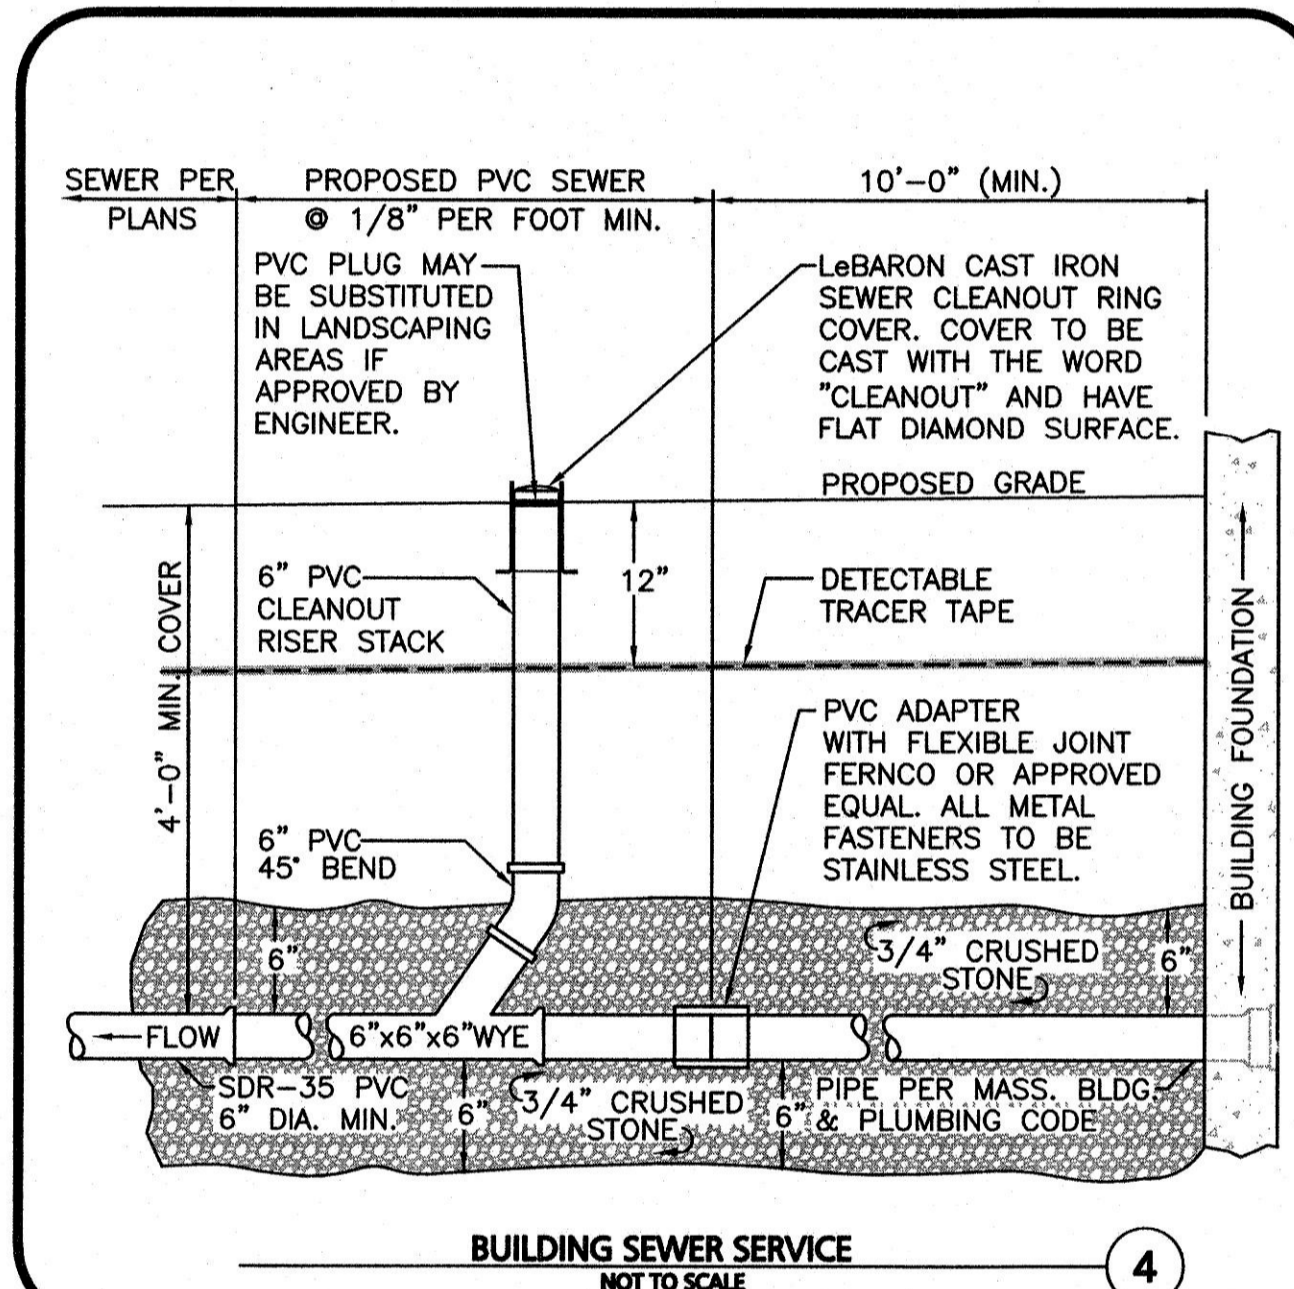 SEWER PER
PLANS
PROPOSED PVC SEWER
@ 1/8" PER FOOT MIN.
10'-0" (MIN.)
PVC PLUG MAY
BE SUBSTITUTED
IN LANDSCAPING
AREAS IF
APPROVED BY
ENGINEER.
LeBARON CAST IRON
SEWER CLEANOUT RING
COVER. COVER TO BE
CAST WITH THE WORD
"CLEANOUT" AND HAVE
FLAT DIAMOND SURFACE.
PROPOSED GRADE
4'-0" MIN. COVER
6" PVC
CLEANOUT
RISER STACK
12"
DETECTABLE
TRACER TAPE
BUILDING FOUNDATION
PVC ADAPTER
WITH FLEXIBLE JOINT
FERNCO OR APPROVED
EQUAL. ALL METAL
FASTENERS TO BE
STAINLESS STEEL.
6" PVC
45° BEND
6"
3/4" CRUSHED
STONE
6"
FLOW
6"x6"x6"WYE
SDR-35 PVC
6" DIA. MIN.
6"
3/4" CRUSHED
STONE
6"
PIPE PER MASS. BLDG.
& PLUMBING CODE
BUILDING SEWER SERVICE
NOT TO SCALE
4